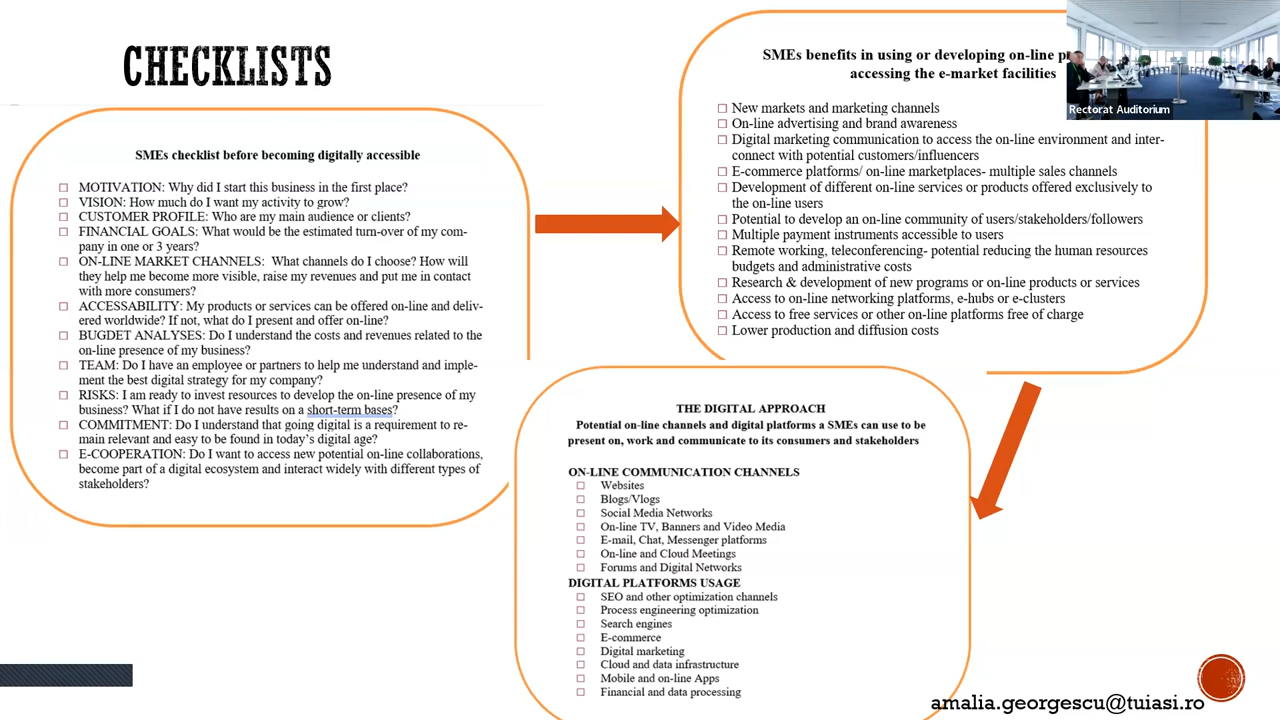 CHECKLISTS
SMEs checklist before becoming digitally accessible
☐ MOTIVATION: Why did I start this business in the first place?
☐ VISION: How much do I want my activity to grow?
☐ CUSTOMER PROFILE: Who are my main audience or clients?
☐ FINANCIAL GOALS: What would be the estimated turn-over of my com-
pany in one or 3 years?
☐ ON-LINE MARKET CHANNELS: What channels do I choose? How will
they help me become more visible, raise my revenues and put me in contact
with more consumers?
☐ ACCESSABILITY: My products or services can be offered on-line and deliv-
ered worldwide? If not, what do I present and offer on-line?
☐ BUGDET ANALYSES: Do I understand the costs and revenues related to the
on-line presence of my business?
☐ TEAM: Do I have an employee or partners to help me understand and imple-
ment the best digital strategy for my company?
☐ RISKS: I am ready to invest resources to develop the on-line presence of my
business? What if I do not have results on a short-term bases?
☐ COMMITMENT: Do I understand that going digital is a requirement to re-
main relevant and easy to be found in today's digital age?
☐ E-COOPERATION: Do I want to access new potential on-line collaborations,
become part of a digital ecosystem and interact widely with different types of
stakeholders?
SMEs benefits in using or developing on-line
accessing the e-market facilities
☐ New markets and marketing channels
☐ On-line advertising and brand awareness
☐ Digital marketing communication to access the on-line environment and inter-
connect with potential customers/influencers
☐ E-commerce platforms/ on-line marketplaces- multiple sales channels
☐ Development of different on-line services or products offered exclusively to
the on-line users
☐ Potential to develop an on-line community of users/stakeholders/followers
☐ Multiple payment instruments accessible to users
☐ Remote working, teleconferencing- potential reducing the human resources
budgets and administrative costs
☐ Research & development of new programs or on-line products or services
☐ Access to on-line networking platforms, e-hubs or e-clusters
☐ Access to free services or other on-line platforms free of charge
☐ Lower production and diffusion costs
Rectorat Auditorium
THE DIGITAL APPROACH
Potential on-line channels and digital platforms a SMEs can use to be
present on, work and communicate to its consumers and stakeholders
ON-LINE COMMUNICATION CHANNELS
☐ Websites
☐ Blogs/Vlogs
☐ Social Media Networks
☐ On-line TV, Banners and Video Media
☐ E-mail, Chat, Messenger platforms
☐ On-line and Cloud Meetings
☐ Forums and Digital Networks
DIGITAL PLATFORMS USAGE
☐ SEO and other optimization channels
☐ Process engineering optimization
☐ Search engines
☐ E-commerce
☐ Digital marketing
☐ Cloud and data infrastructure
☐ Mobile and on-line Apps
☐ Financial and data processing
amalia.georgescu@tuiasi.ro